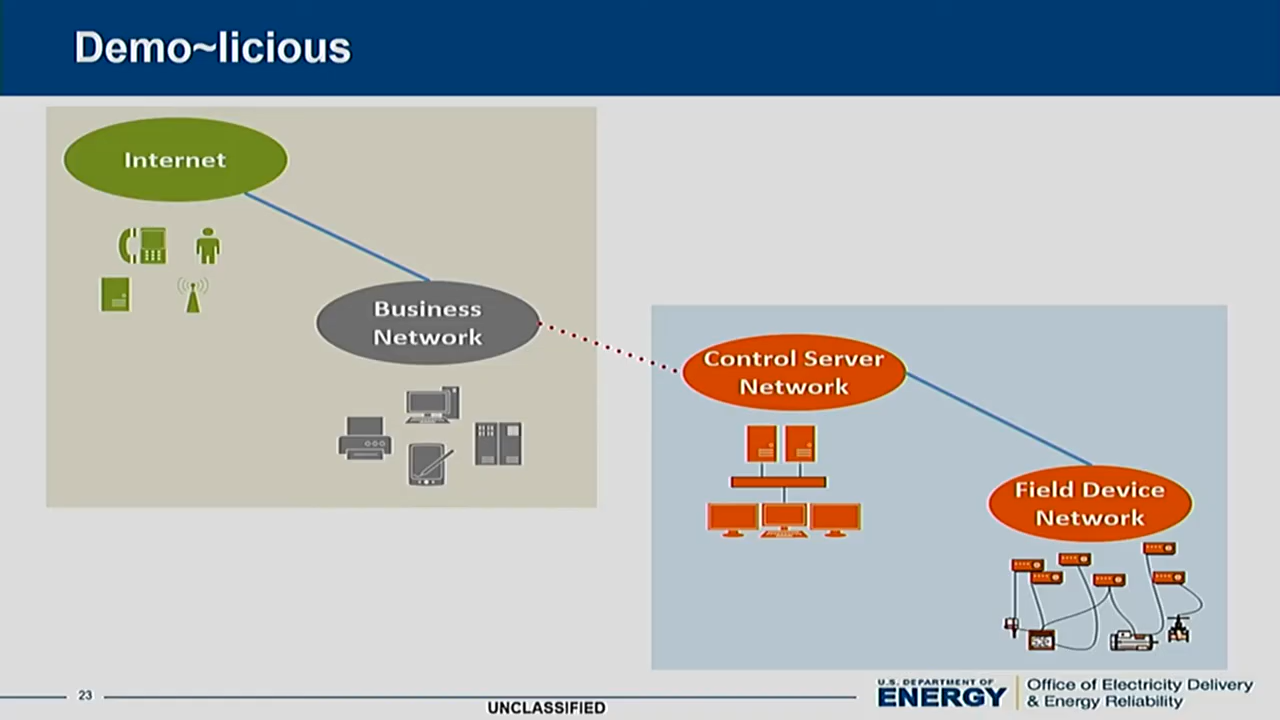 Demo~licious
Internet
Business
Network
Control Server
Network
Field Device
Network
23
UNCLASSIFIED
U.S. DEPARTMENT OF
ENERGY
Office of Electricity Delivery
& Energy Reliability